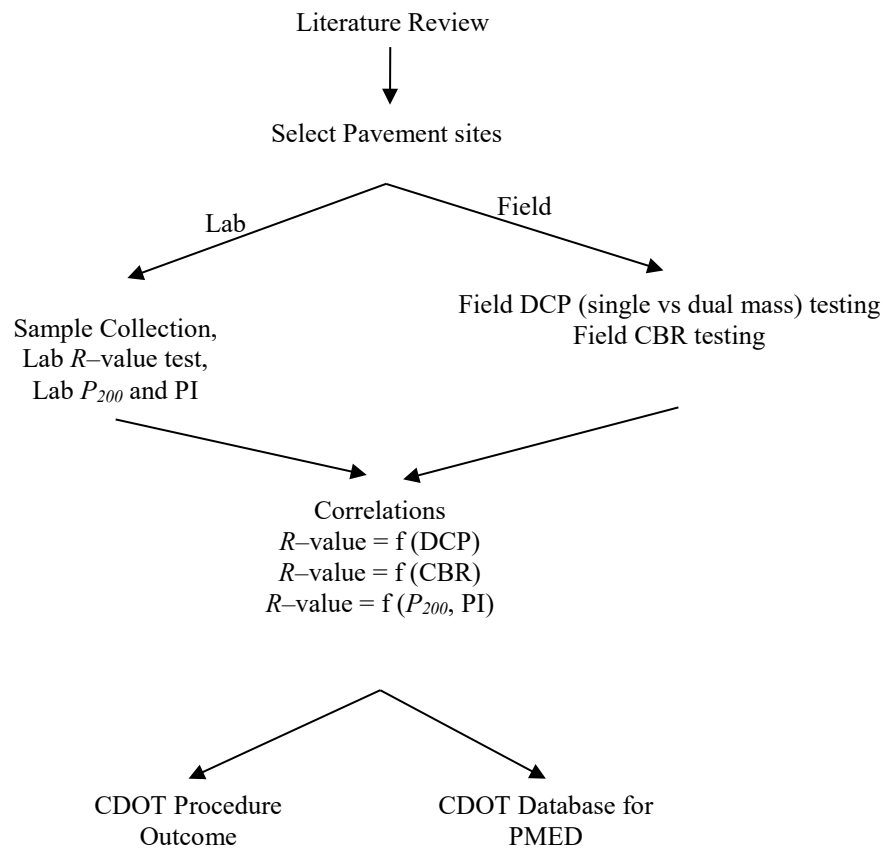 Literature Review
Select Pavement sites
Lab
Field
Sample Collection,
Lab R–value test,
Lab P200 and PI
Field DCP (single vs dual mass) testing
Field CBR testing
Correlations
R–value = f (DCP)
R–value = f (CBR)
R–value = f (P200, PI)
CDOT Procedure
Outcome
CDOT Database for
PMED